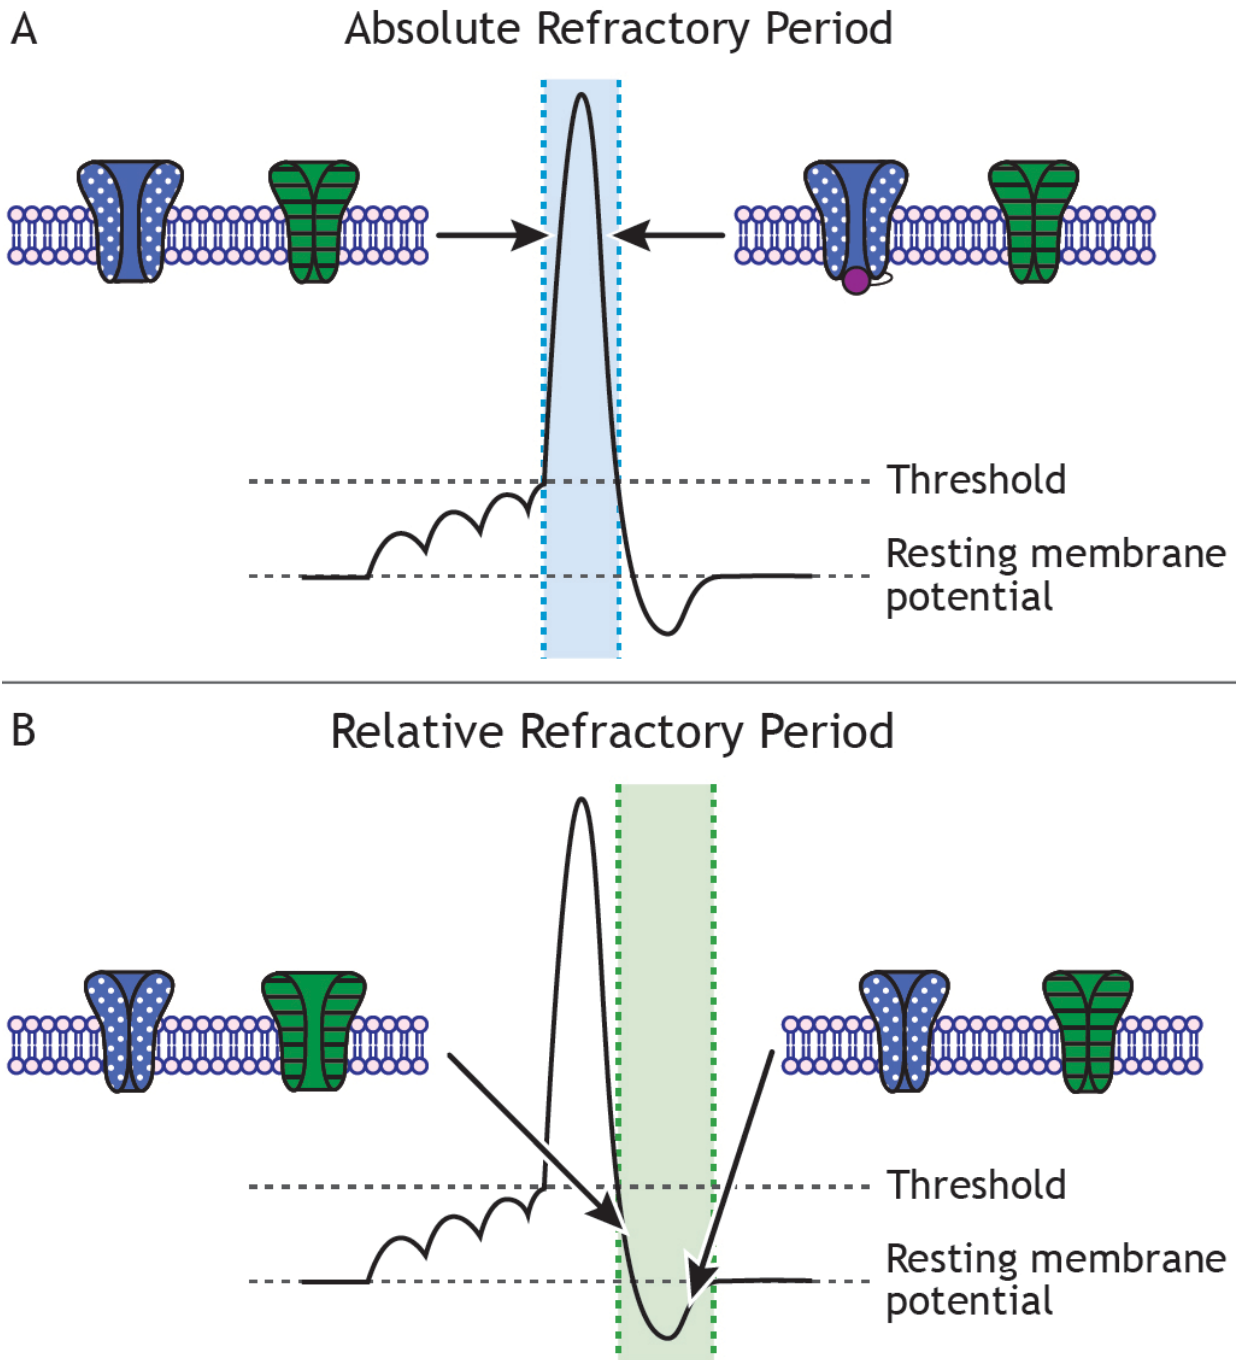 A
Absolute Refractory Period
Threshold
Resting membrane
potential
B
Relative Refractory Period
Threshold
Resting membrane
potential